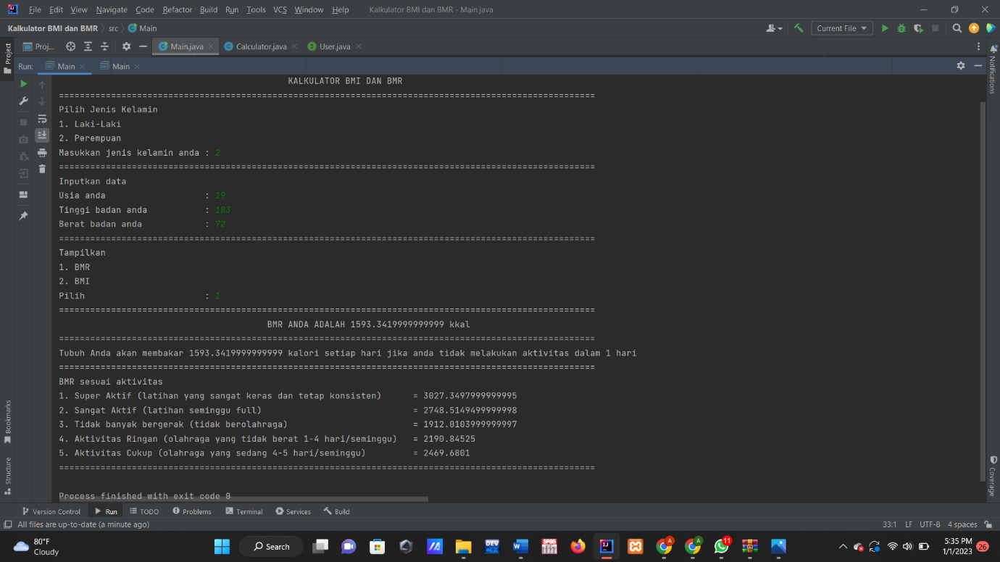 File Edit View Navigate Code Refactor Build Run Tools VCS Window Help Kalkulator BMI dan BMR - Main.java
Kalkulator BMI dan BMR src Main Current File
Project
Proj... Main.java Calculator.java User.java
Notifications
Run: Main Main
KALKULATOR BMI DAN BMR
=======================================================================================================
Pilih Jenis Kelamin
1. Laki-Laki
2. Perempuan
Masukkan jenis kelamin anda : 2
=======================================================================================================
Inputkan data
Usia anda : 19
Tinggi badan anda : 183
Berat badan anda : 72
=======================================================================================================
Tampilkan
1. BMR
2. BMI
Pilih : 1
=======================================================================================================
BMR ANDA ADALAH 1593.3419999999999 kkal
=======================================================================================================
Tubuh Anda akan membakar 1593.3419999999999 kalori setiap hari jika anda tidak melakukan aktivitas dalam 1 hari
=======================================================================================================
BMR sesuai aktivitas
1. Super Aktif (latihan yang sangat keras dan tetap konsisten) = 3027.3497999999995
2. Sangat Aktif (latihan seminggu full) = 2748.5149499999998
3. Tidak banyak bergerak (tidak berolahraga) = 1912.0103999999997
4. Aktivitas Ringan (olahraga yang tidak berat 1-4 hari/seminggu) = 2190.84525
5. Aktivitas Cukup (olahraga yang sedang 4-5 hari/seminggu) = 2469.6801
=======================================================================================================
Process finished with exit code 0
Bookmarks
Structure
Coverage
Version Control Run TODO Problems Terminal Services Build
All files are up-to-date (a minute ago) 33:1 LF UTF-8 4 spaces
80°F
Cloudy
Search
DEV
SPSS
11
5:35 PM
1/1/2023
26